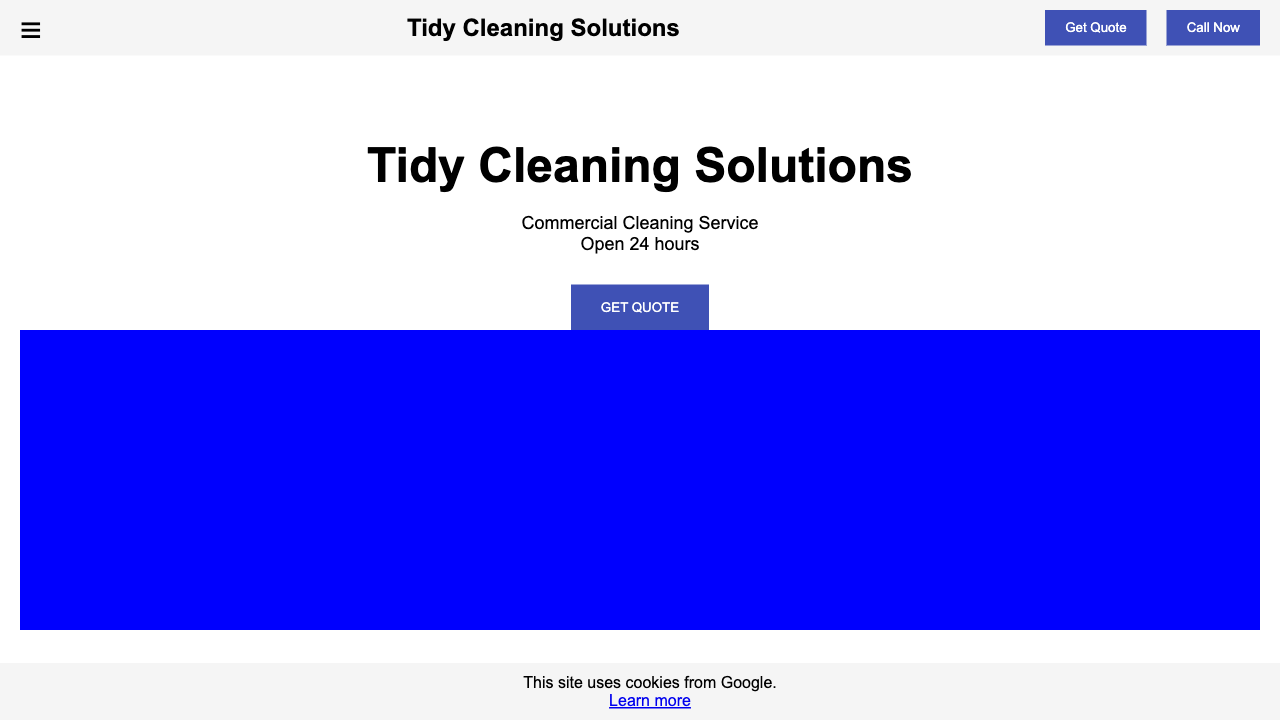 Tidy Cleaning Solutions
Get Quote
Call Now
Tidy Cleaning Solutions
Commercial Cleaning Service
Open 24 hours
GET QUOTE
This site uses cookies from Google.
Learn more